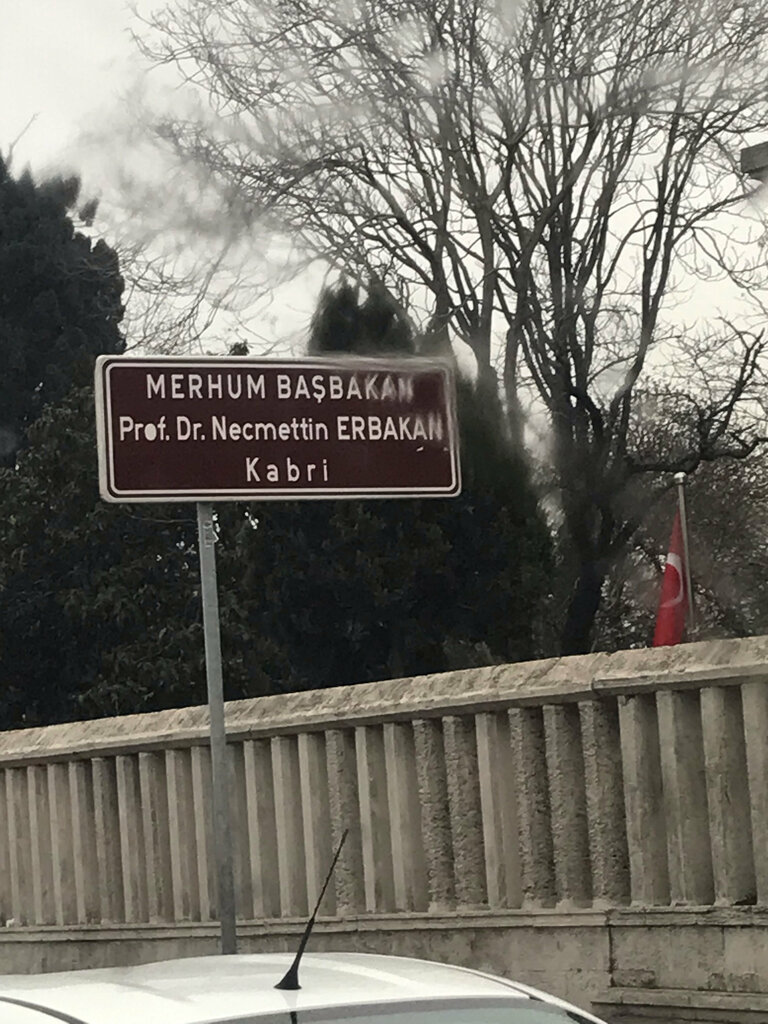 MERHUM BAŞBAKAN
Prof. Dr. Necmettin ERBAKAN
Kabri